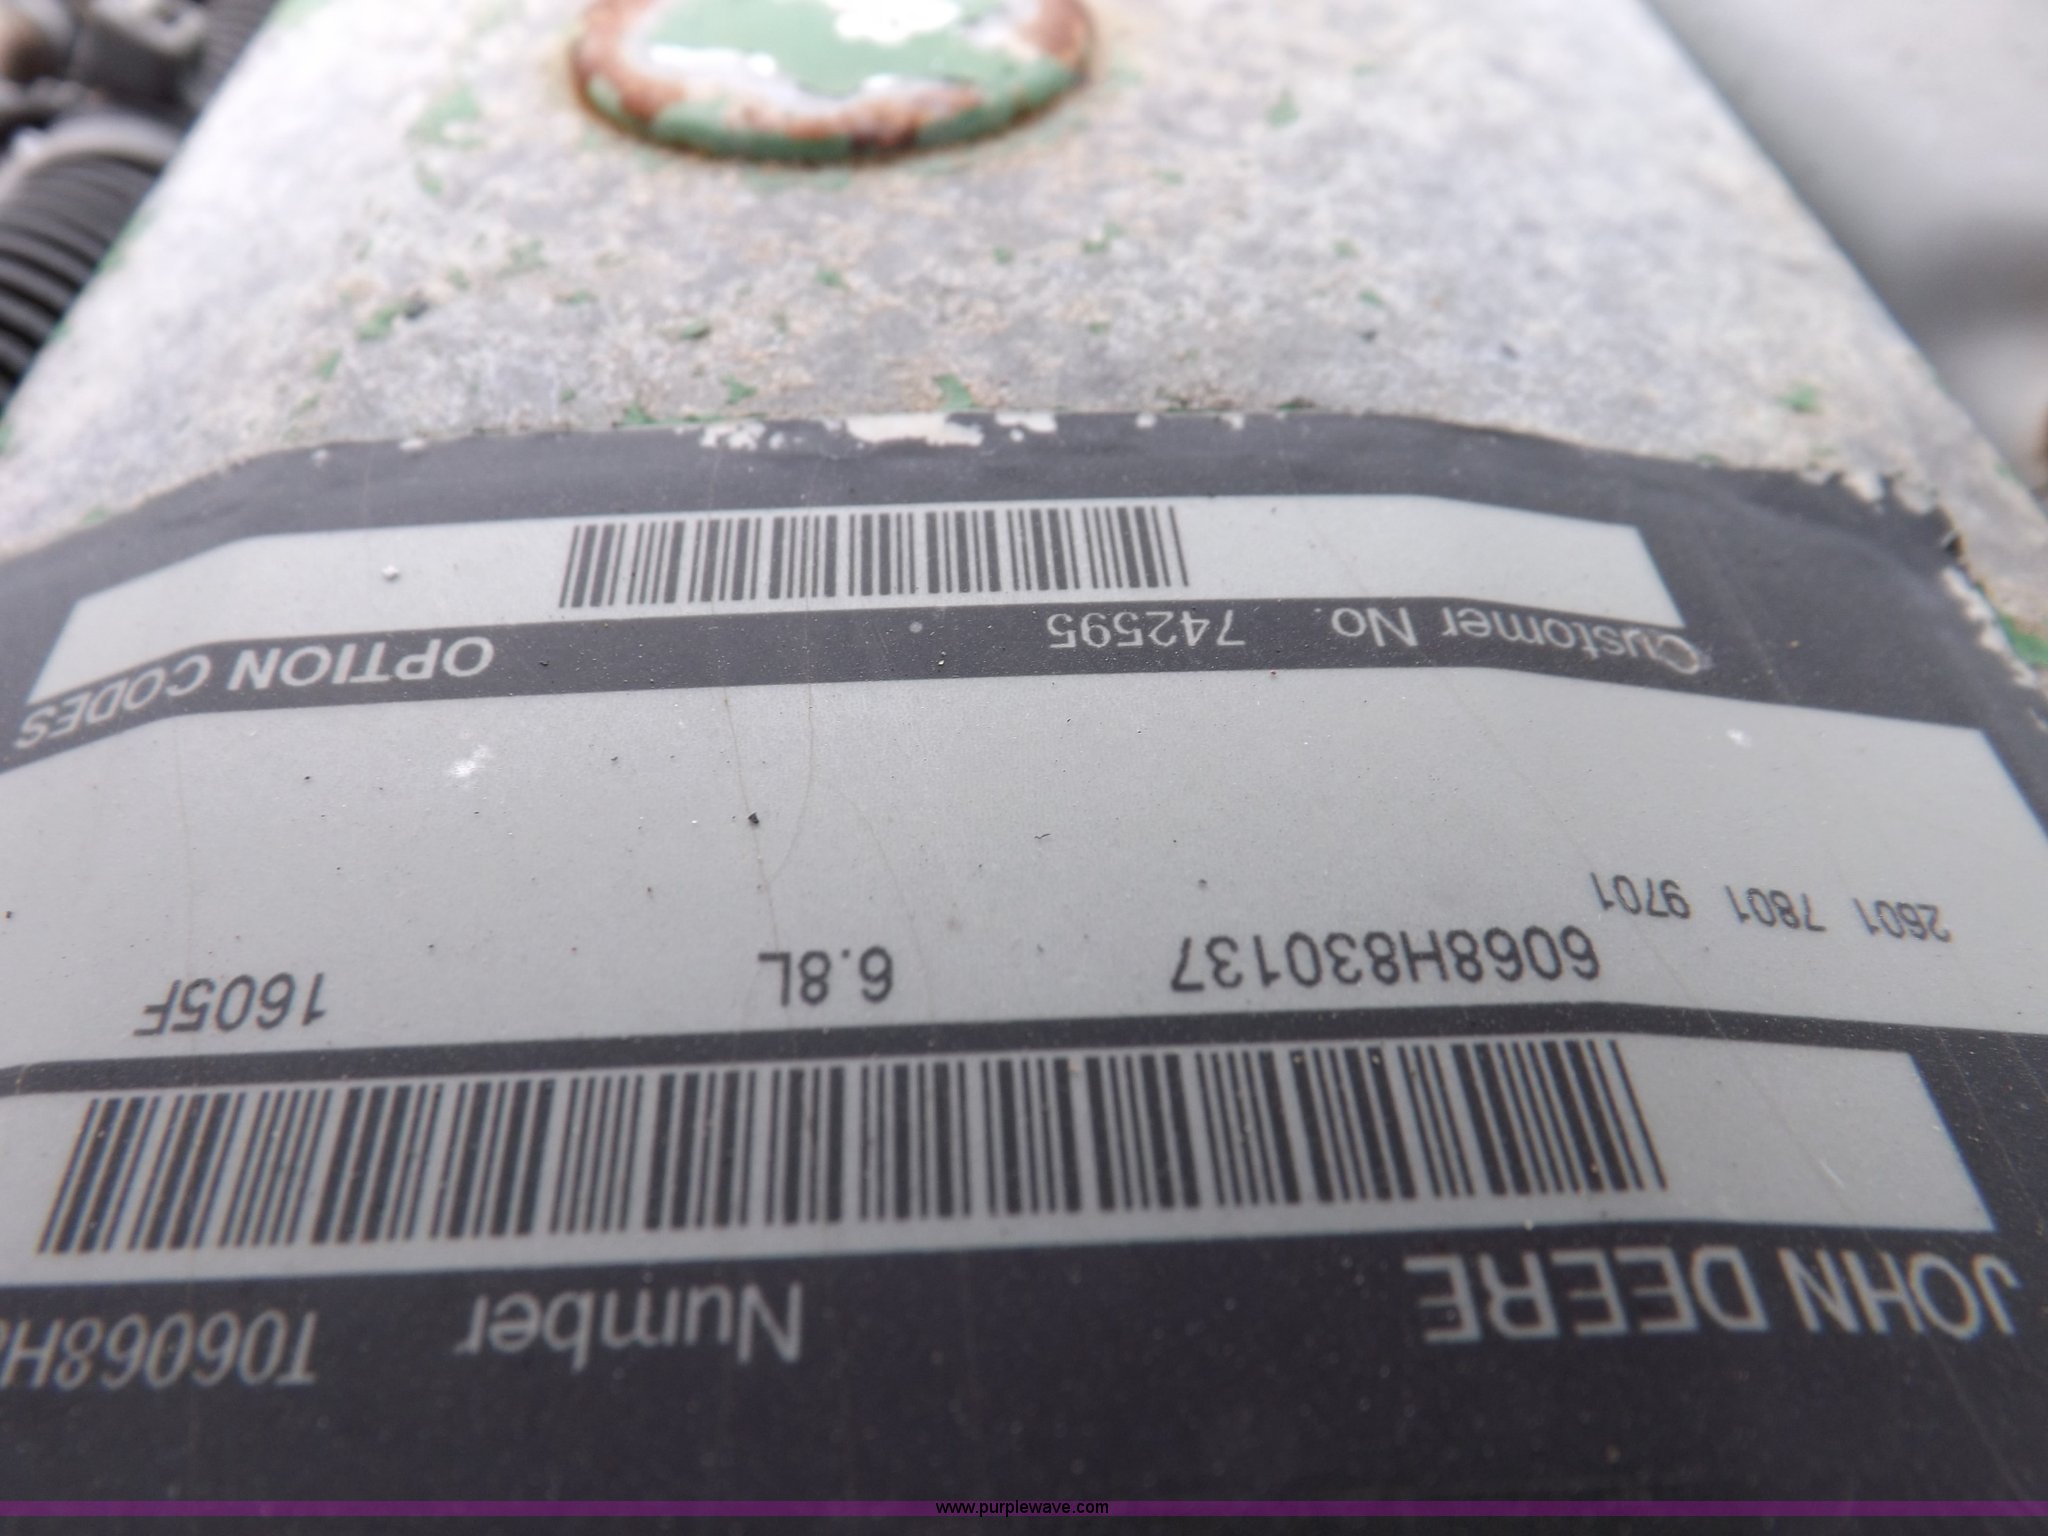 JOHN DEERE Number T06068H
6068H830137 6.8L 1605F
2601 7801 9701
Customer No. 742595 OPTION CODES
www.purplewave.com